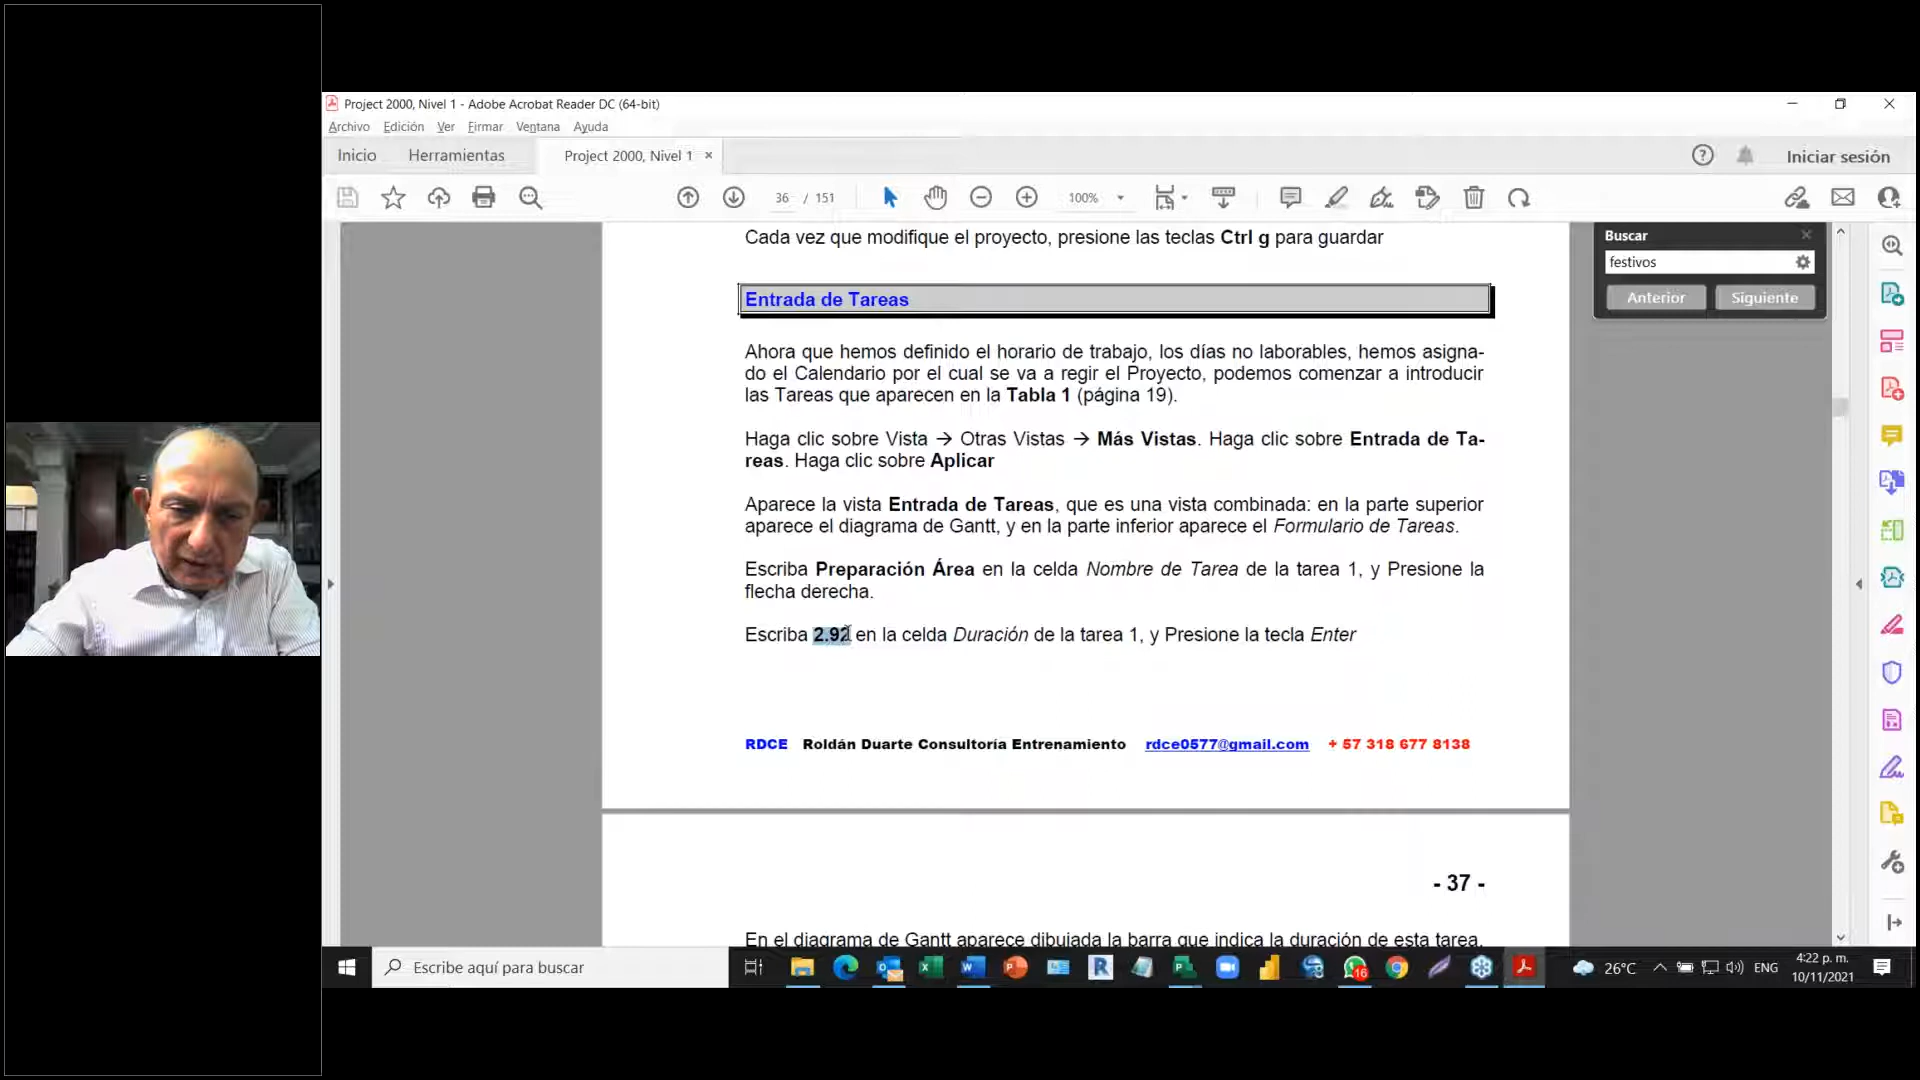 Project 2000, Nivel 1 - Adobe Acrobat Reader DC (64-bit)
Archivo Edición Ver Firmar Ventana Ayuda
Inicio Herramientas Project 2000, Nivel 1 × Iniciar sesión
36 / 151 100%
Cada vez que modifique el proyecto, presione las teclas Ctrl g para guardar
Buscar
festivos
Anterior Siguiente
Entrada de Tareas
Ahora que hemos definido el horario de trabajo, los días no laborables, hemos asigna-
do el Calendario por el cual se va a regir el Proyecto, podemos comenzar a introducir
las Tareas que aparecen en la Tabla 1 (página 19).
Haga clic sobre Vista → Otras Vistas → Más Vistas. Haga clic sobre Entrada de Ta-
reas. Haga clic sobre Aplicar
Aparece la vista Entrada de Tareas, que es una vista combinada: en la parte superior
aparece el diagrama de Gantt, y en la parte inferior aparece el Formulario de Tareas.
Escriba Preparación Área en la celda Nombre de Tarea de la tarea 1, y Presione la
flecha derecha.
Escriba 2.92 en la celda Duración de la tarea 1, y Presione la tecla Enter
RDCE Roldán Duarte Consultoría Entrenamiento rdce0577@gmail.com + 57 318 677 8138
- 37 -
En el diagrama de Gantt aparece dibujada la barra que indica la duración de esta tarea.
Escribe aquí para buscar
16
26°C ENG
4:22 p. m.
10/11/2021